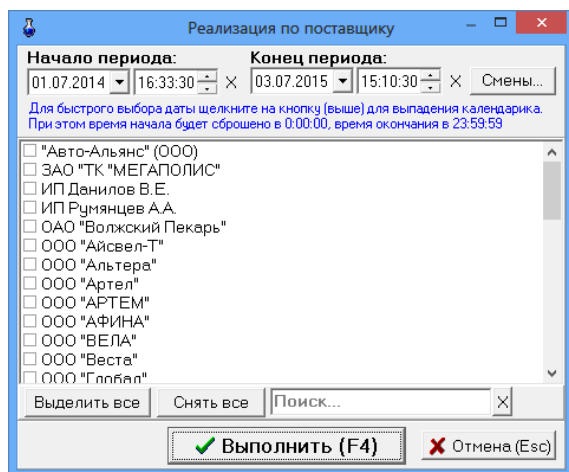 Реализация по поставщику
Начало периода: Конец периода:
01.07.2014 16:33:30 X 03.07.2015 15:10:30 X Смены...
Для быстрого выбора даты щелкните на кнопку (выше) для выпадения календарика.
При этом время начала будет сброшено в 0:00:00, время окончания в 23:59:59
"Авто-Альянс" (ООО)
ЗАО "ТК "МЕГАПОЛИС"
ИП Данилов В.Е.
ИП Румянцев А.А.
ОАО "Волжский Пекарь"
ООО "Айсвел-Т"
ООО "Альтера"
ООО "Артел"
ООО "АРТЕМ"
ООО "АФИНА"
ООО "ВЕЛА"
ООО "Веста"
ООО "Глобал"
Выделить все Снять все Поиск... X
Выполнить (F4) Отмена (Esc)